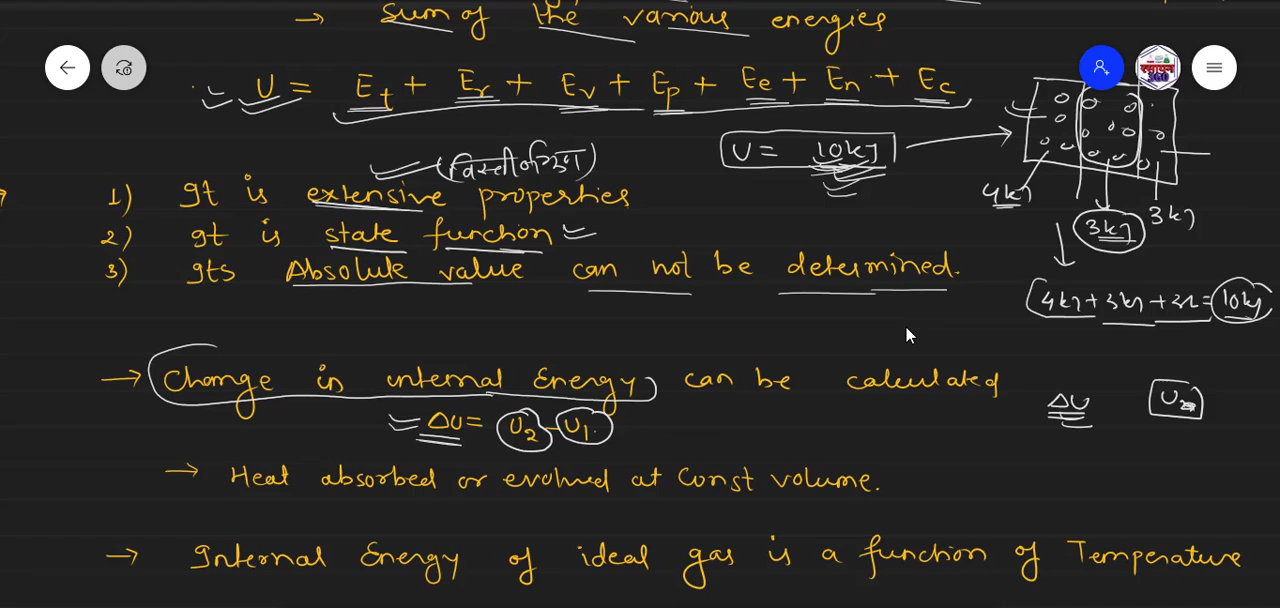 → Sum of the various energies
U = Et + Er + Ev + Ep + Ee + En + Ec
U = 10kJ
(विस्तीर्ण गुण)
1) It is extensive properties
4kJ 3kJ 3kJ
2) It is state function
3) Its Absolute value can not be determined.
4kJ + 3kJ + 3k = 10kJ
→ Change in internal Energy can be calculated
ΔU = U2 - U1
ΔU U2
→ Heat absorbed or evolved at Const volume.
→ Internal Energy of ideal gas is a function of Temperature